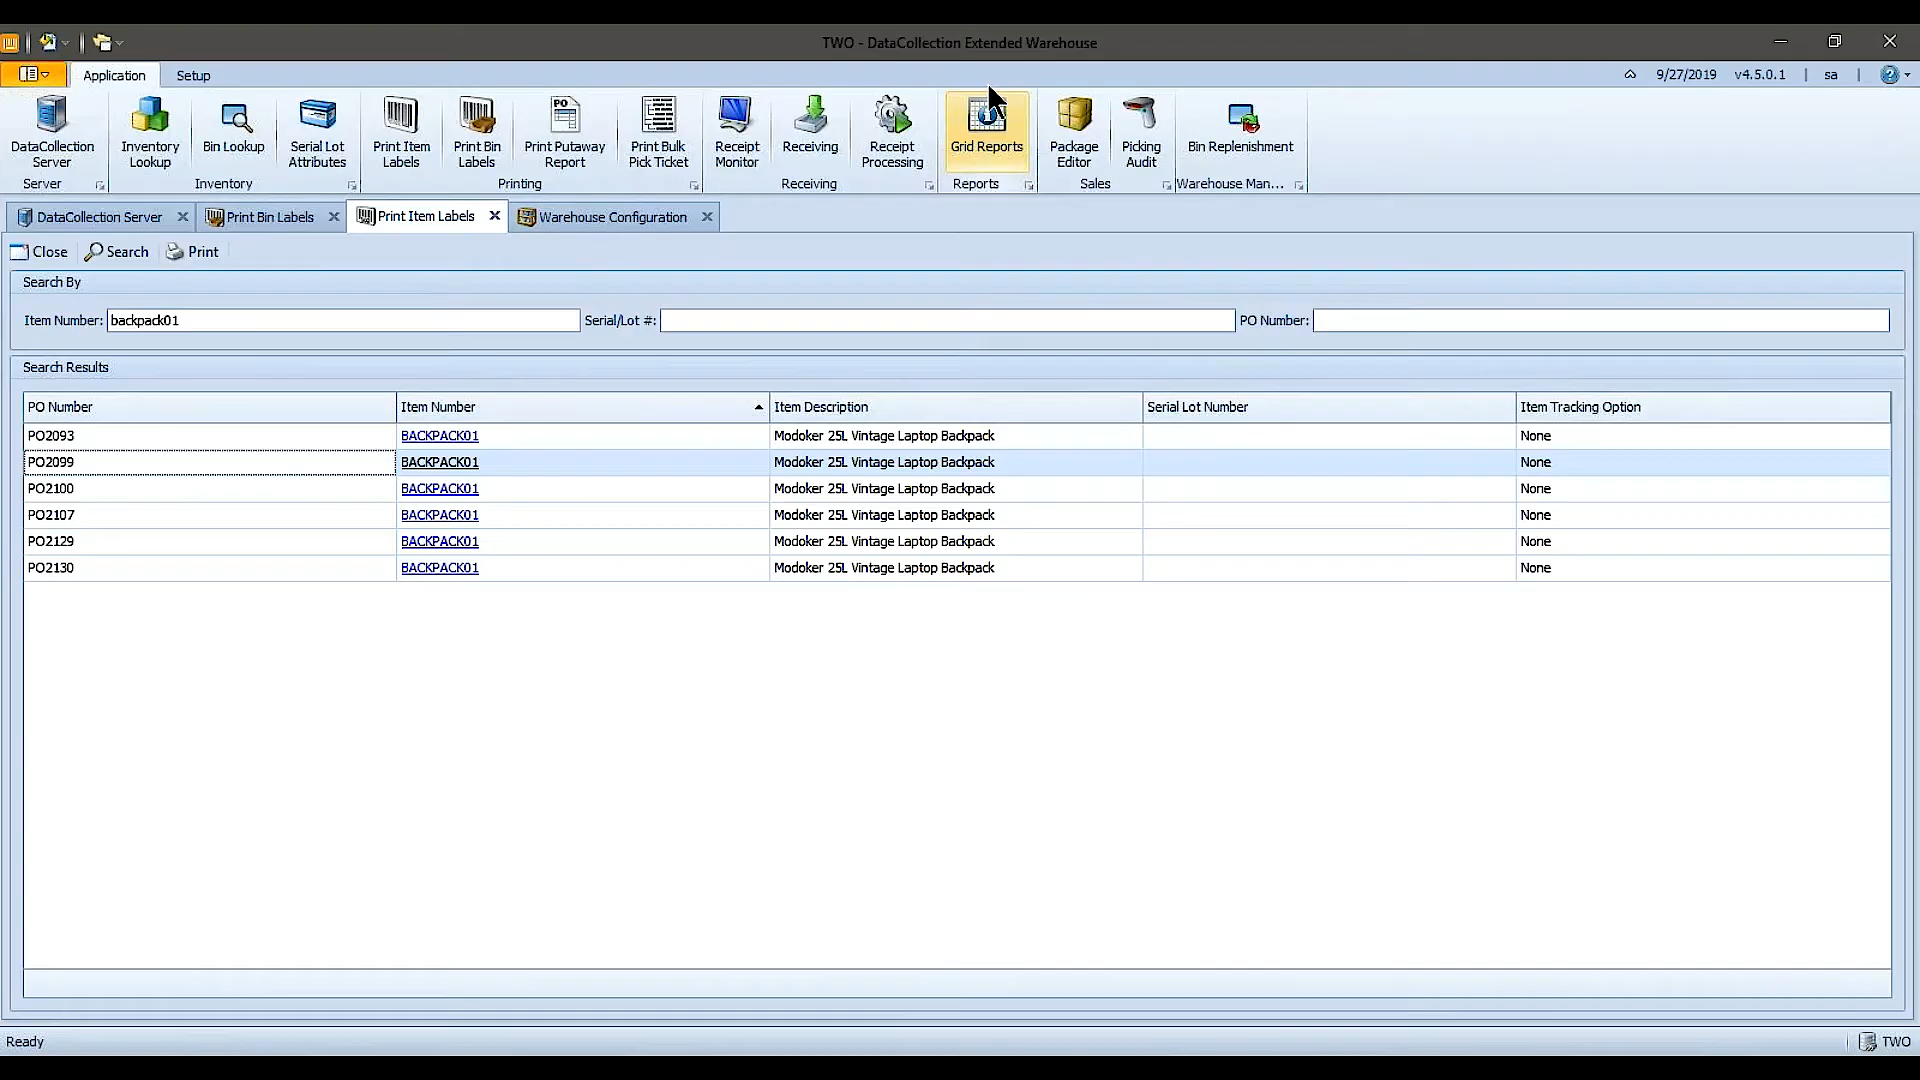 TWO - DataCollection Extended Warehouse
Application Setup 9/27/2019 v4.5.0.1 | sa |
DataCollection Server
Inventory Lookup
Bin Lookup
Serial Lot Attributes
Print Item Labels
Print Bin Labels
PO
Print Putaway Report
Print Bulk Pick Ticket
Receipt Monitor
Receiving
Receipt Processing
Grid Reports
Package Editor
Picking Audit
Bin Replenishment
Server Inventory Printing Receiving Reports Sales Warehouse Man...
DataCollection Server Print Bin Labels Print Item Labels Warehouse Configuration
Close Search Print
Search By
Item Number: backpack01 Serial/Lot #: PO Number:
Search Results
PO Number Item Number Item Description Serial Lot Number Item Tracking Option
PO2093 BACKPACK01 Modoker 25L Vintage Laptop Backpack None
PO2099 BACKPACK01 Modoker 25L Vintage Laptop Backpack None
PO2100 BACKPACK01 Modoker 25L Vintage Laptop Backpack None
PO2107 BACKPACK01 Modoker 25L Vintage Laptop Backpack None
PO2129 BACKPACK01 Modoker 25L Vintage Laptop Backpack None
PO2130 BACKPACK01 Modoker 25L Vintage Laptop Backpack None
Ready TWO